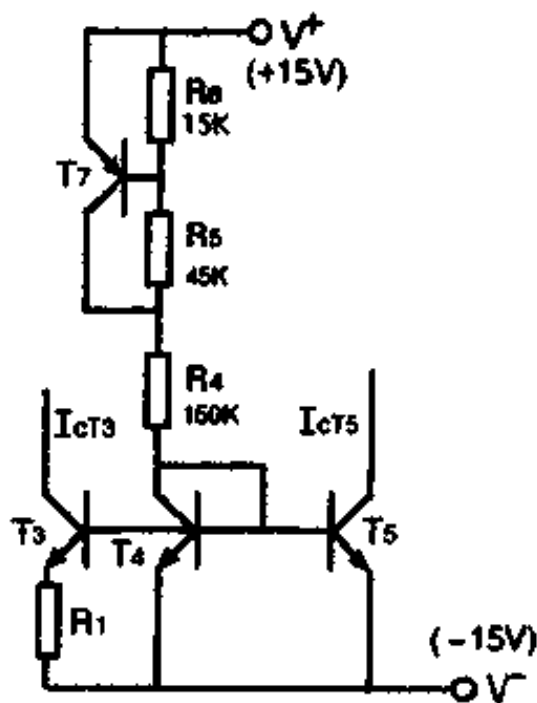 V⁺
(+15V)
R6
15K
T7
R5
45K
R4
150K
IcT3
IcT5
T3
T4
T5
R1
(-15V)
V⁻